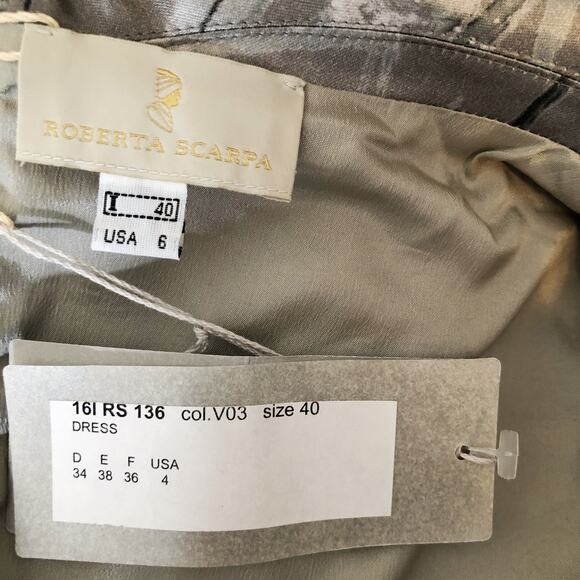 ROBERTA SCARPA
I 40
USA 6
16I RS 136 col.V03 size 40
DRESS
D E F USA
34 38 36 4